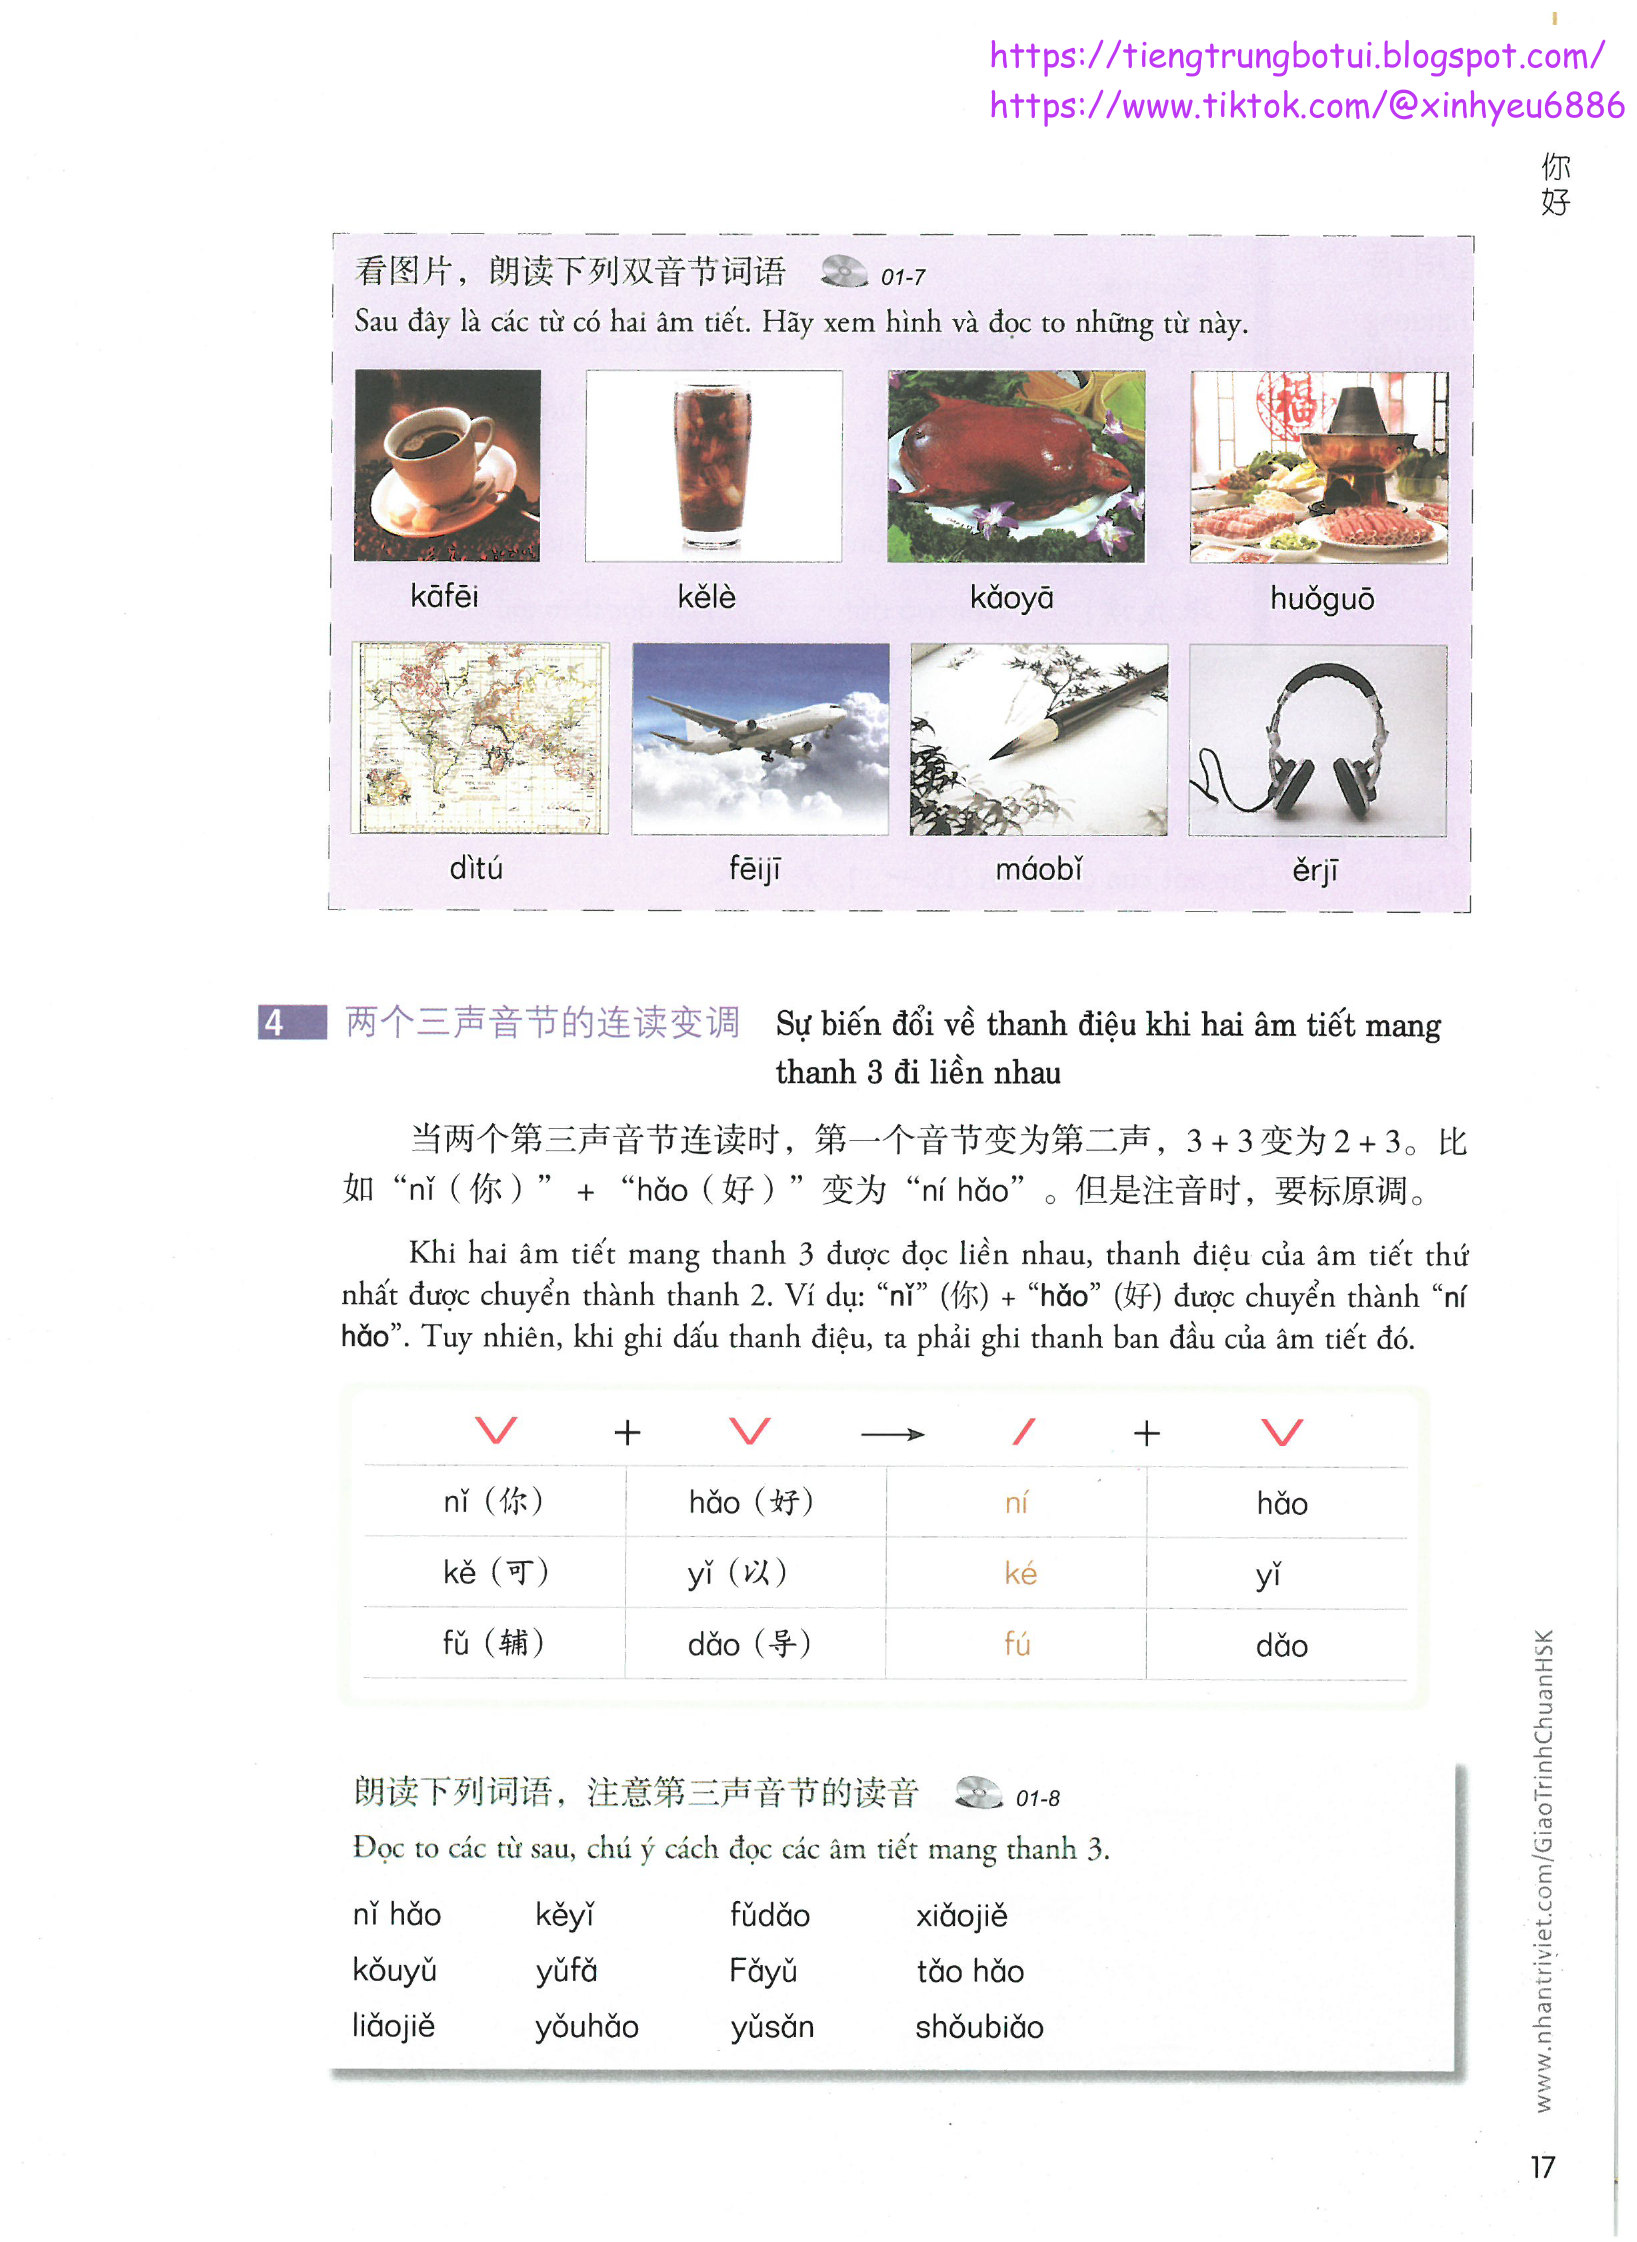 https://tiengtrungbotui.blogspot.com/
https://www.tiktok.com/@xinhyeu6886
你好
看图片，朗读下列双音节词语 01-7
Sau đây là các từ có hai âm tiết. Hãy xem hình và đọc to những từ này.
福
kāfēi kělè kǎoyā huǒguō
dìtú fēijī máobǐ ěrjī
4 两个三声音节的连读变调 Sự biến đổi về thanh điệu khi hai âm tiết mang
thanh 3 đi liền nhau
当两个第三声音节连读时，第一个音节变为第二声，3 + 3 变为 2 + 3。比
如“nǐ（你）” + “hǎo（好）”变为“ní hǎo”。但是注音时，要标原调。
Khi hai âm tiết mang thanh 3 được đọc liền nhau, thanh điệu của âm tiết thứ
nhất được chuyển thành thanh 2. Ví dụ: “nǐ” (你) + “hǎo” (好) được chuyển thành “ní
hǎo”. Tuy nhiên, khi ghi dấu thanh điệu, ta phải ghi thanh ban đầu của âm tiết đó.
ˇ + ˇ → ˊ + ˇ
nǐ（你） hǎo（好） ní hǎo
kě（可） yǐ（以） ké yǐ
fǔ（辅） dǎo（导） fú dǎo
朗读下列词语，注意第三声音节的读音 01-8
Đọc to các từ sau, chú ý cách đọc các âm tiết mang thanh 3.
nǐ hǎo kěyǐ fǔdǎo xiǎojiě
kǒuyǔ yǔfǎ Fǎyǔ tǎo hǎo
liǎojiě yǒuhǎo yǔsǎn shǒubiǎo
www.nhantriviet.com/GiaoTrinhChuanHSK
17